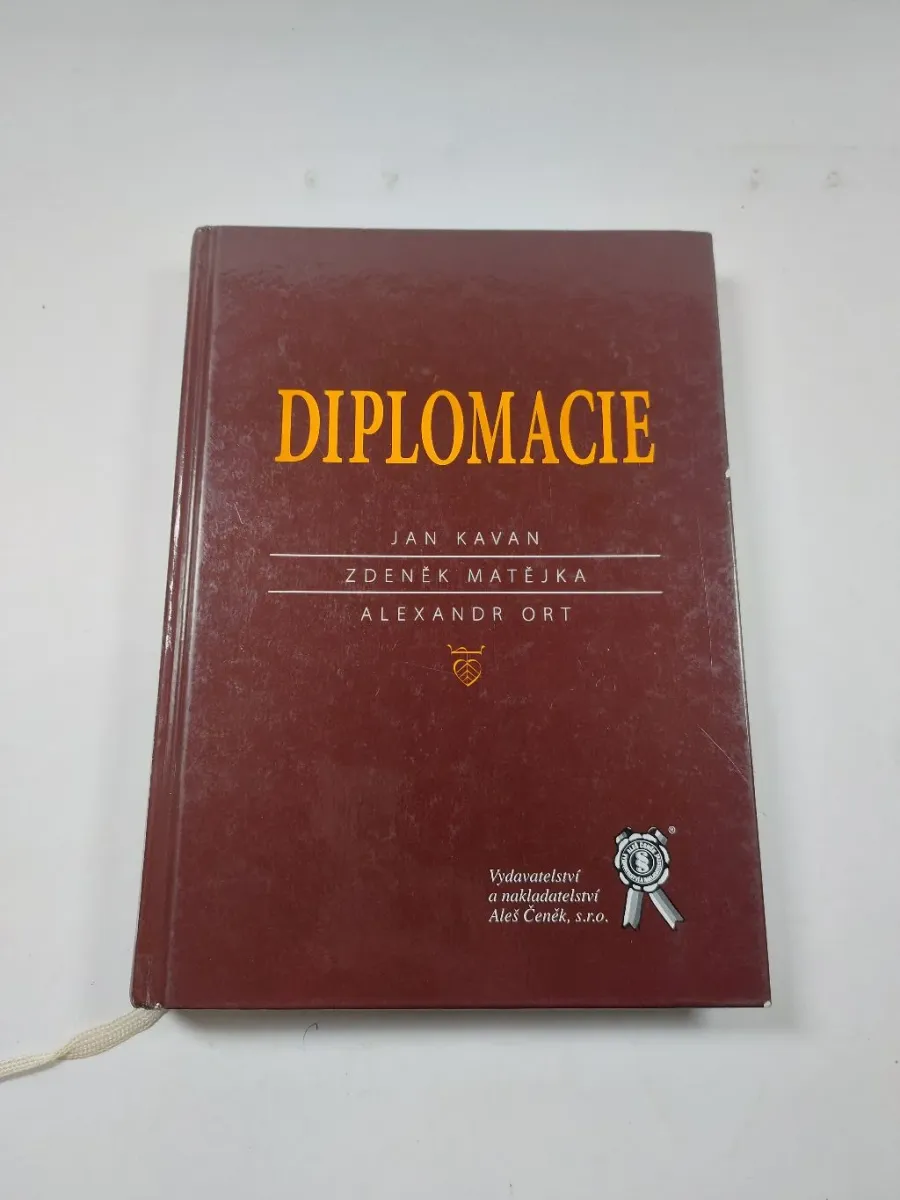 DIPLOMACIE
JAN KAVAN
ZDENĚK MATĚJKA
ALEXANDR ORT
Vydavatelství
a nakladatelství
Aleš Čeněk, s.r.o.
®